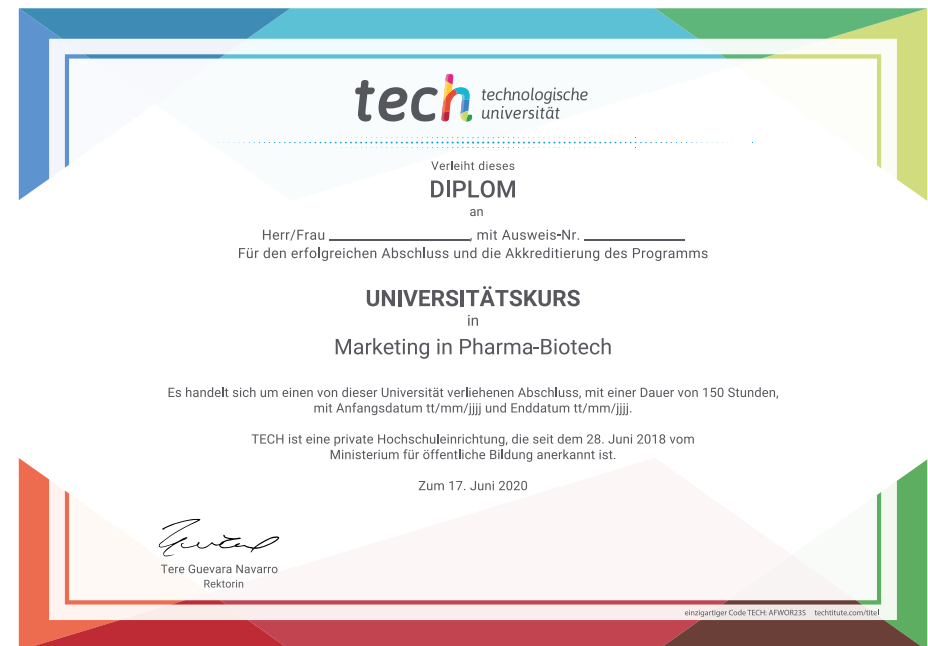 tech technologische
universität
Verleiht dieses
DIPLOM
an
Herr/Frau ____________, mit Ausweis-Nr. ____________
Für den erfolgreichen Abschluss und die Akkreditierung des Programms
UNIVERSITÄTSKURS
in
Marketing in Pharma-Biotech
Es handelt sich um einen von dieser Universität verliehenen Abschluss, mit einer Dauer von 150 Stunden,
mit Anfangsdatum tt/mm/jjjj und Enddatum tt/mm/jjjj.
TECH ist eine private Hochschuleinrichtung, die seit dem 28. Juni 2018 vom
Ministerium für öffentliche Bildung anerkannt ist.
Zum 17. Juni 2020
Tere Guevara Navarro
Rektorin
einzigartiger Code TECH: AFWOR23S techtitute.com/titel